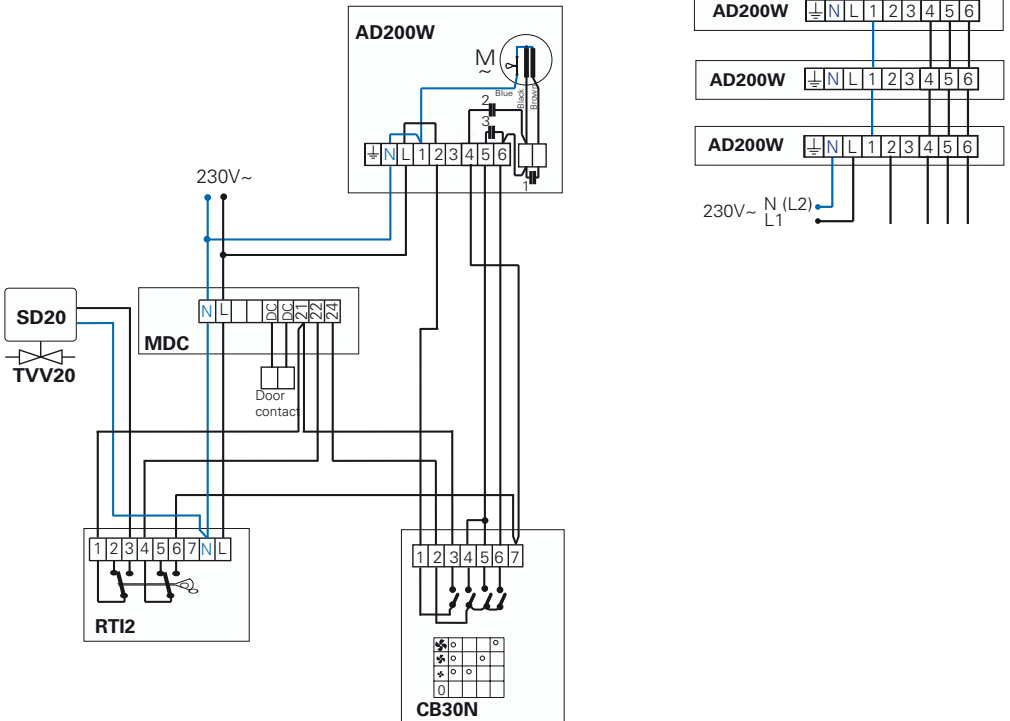 AD200W
M
~
Blue
Black
Brown
2
3
N L 1 2 3 4 5 6
1
230V~
SD20
TVV20
N L DC DC 21 22 24
MDC
Door
contact
1 2 3 4 5 6 7 N L
RTI2
1 2 3 4 5 6 7
0
CB30N
AD200W N L 1 2 3 4 5 6
AD200W N L 1 2 3 4 5 6
AD200W N L 1 2 3 4 5 6
230V~ N (L2)
L1